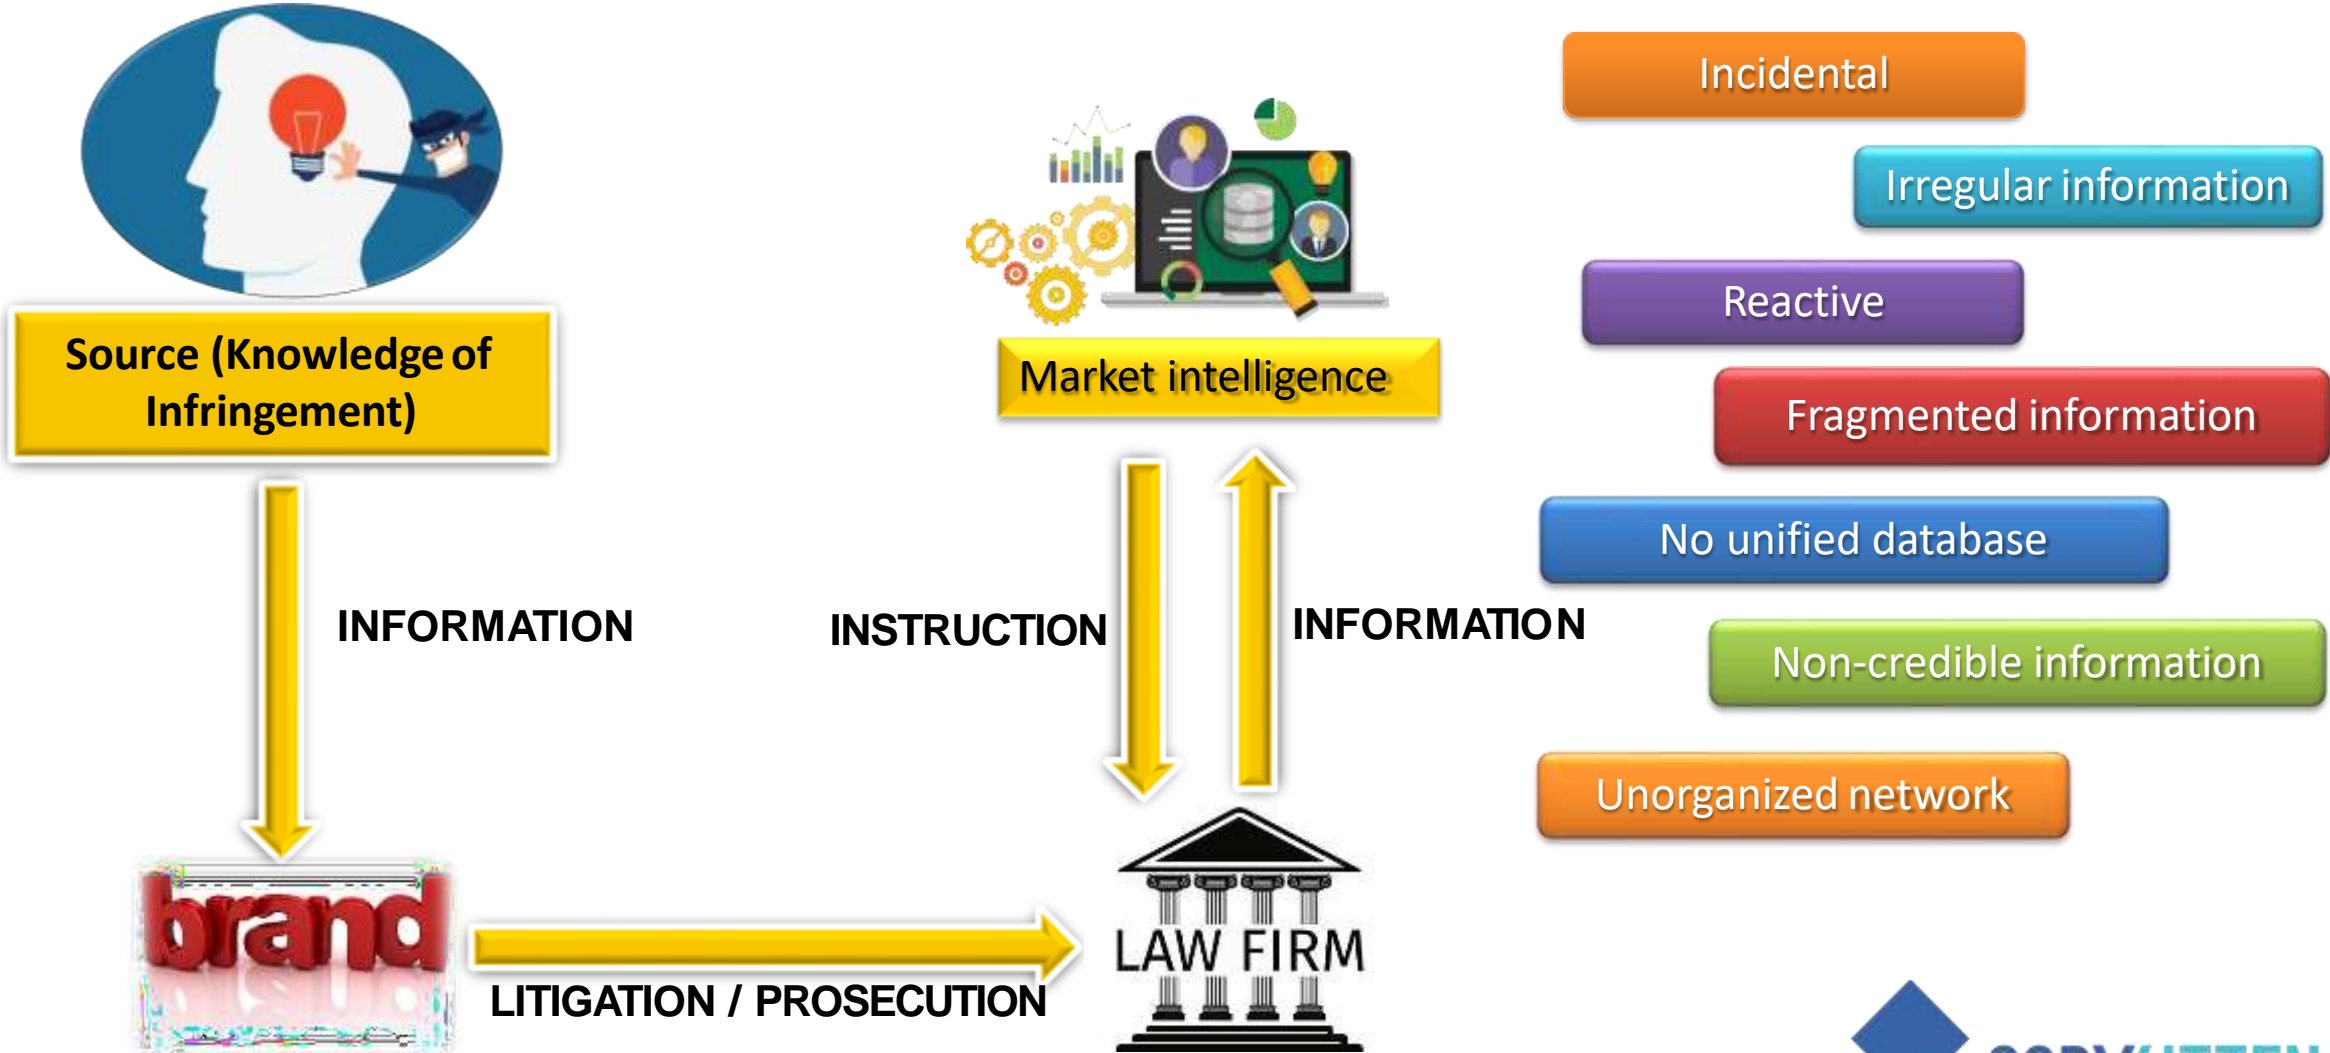 Source (Knowledge of
Infringement)
INFORMATION
brand
LITIGATION / PROSECUTION
Market intelligence
INSTRUCTION
INFORMATION
LAW FIRM
Incidental
Irregular information
Reactive
Fragmented information
No unified database
Non-credible information
Unorganized network